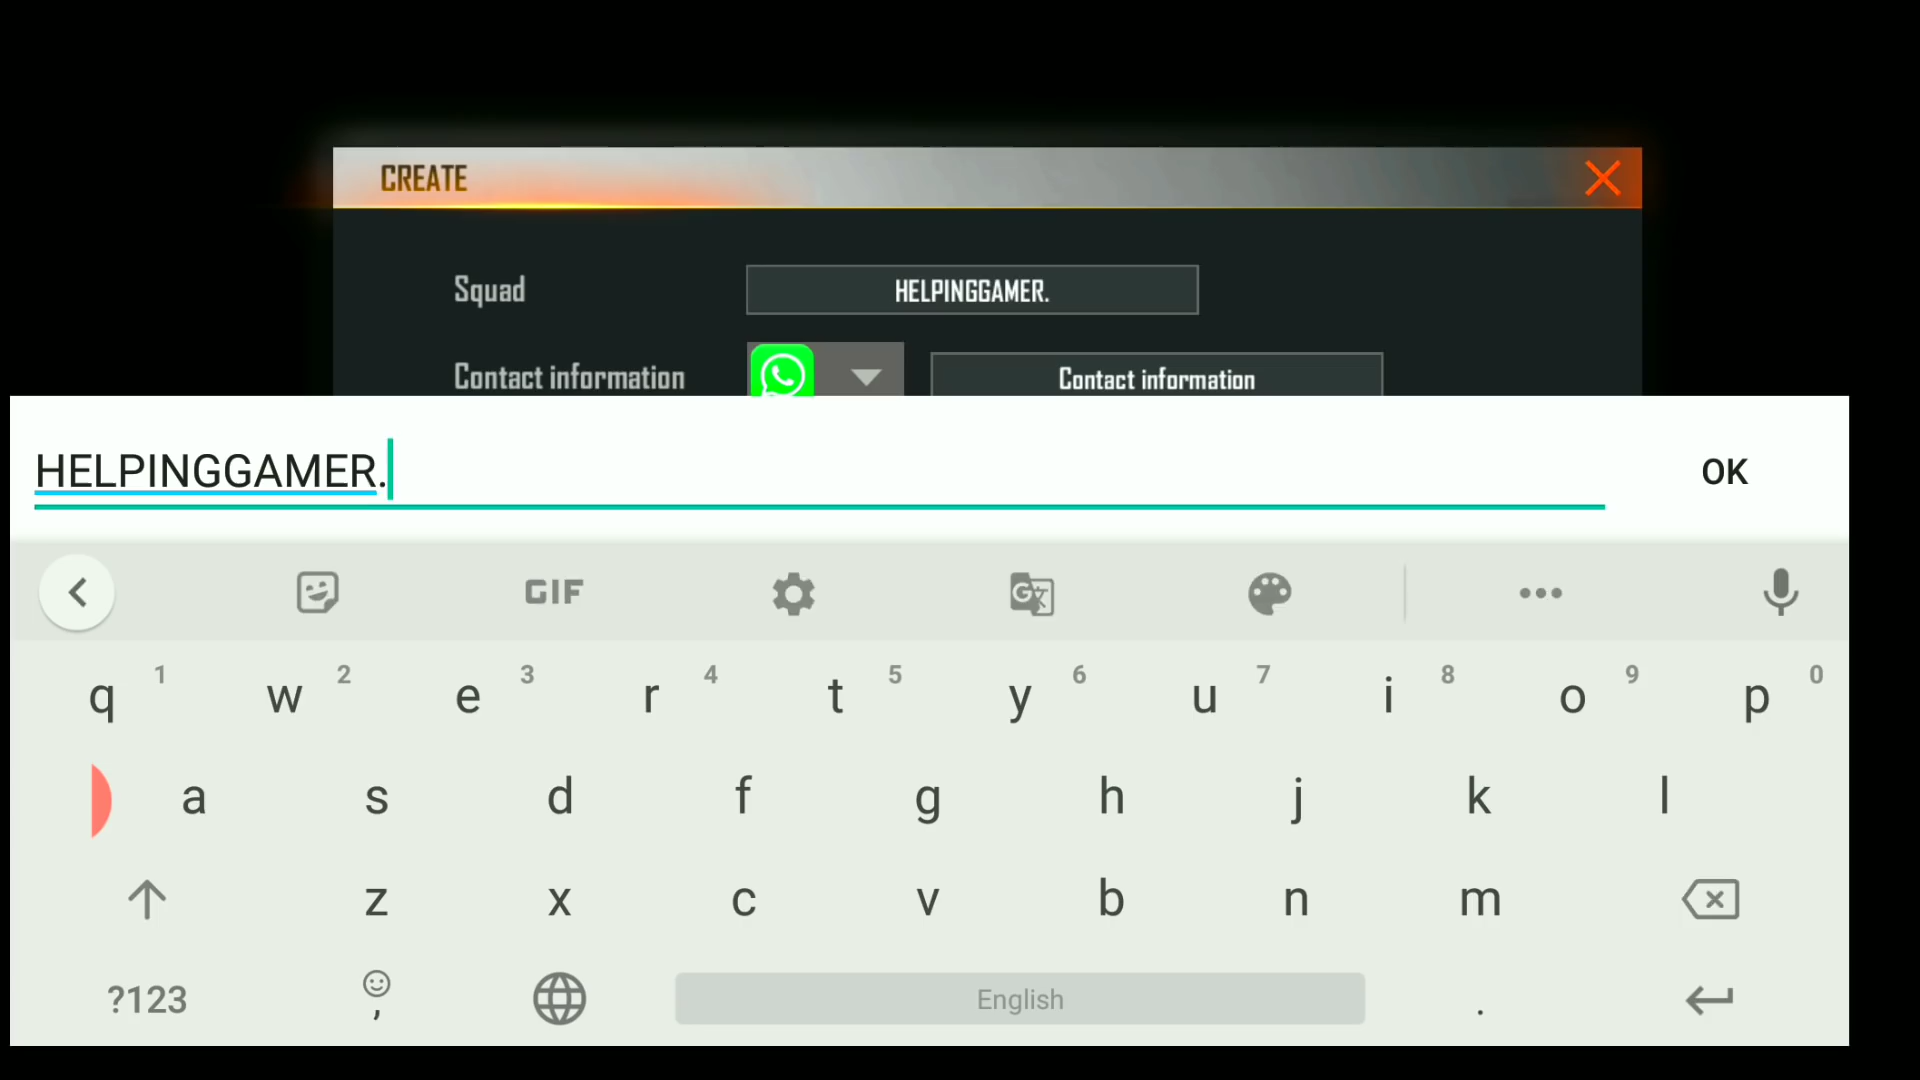 CREATE
Squad HELPINGGAMER.
Contact information Contact information
HELPINGGAMER. OK
GIF G
1 2 3 4 5 6 7 8 9 0
q w e r t y u i o p
a s d f g h j k l
z x c v b n m
?123 , English .